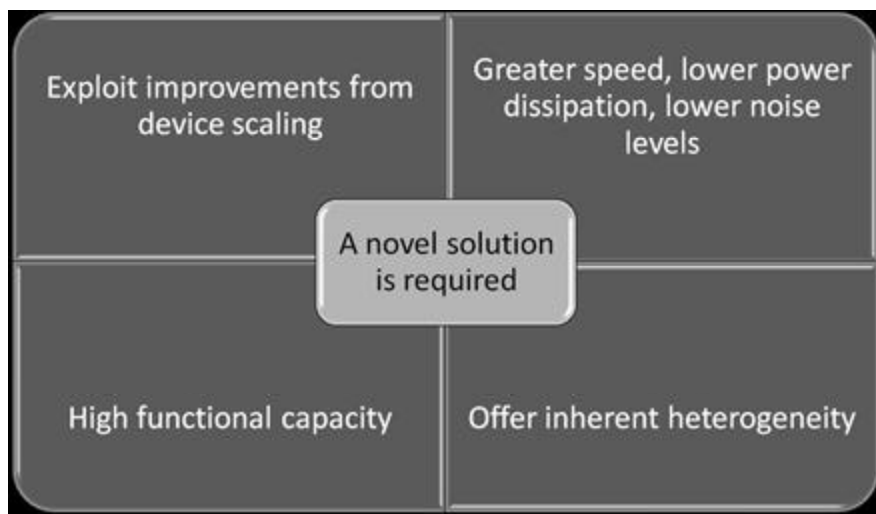 Exploit improvements from
device scaling
Greater speed, lower power
dissipation, lower noise
levels
A novel solution
is required
High functional capacity
Offer inherent heterogeneity